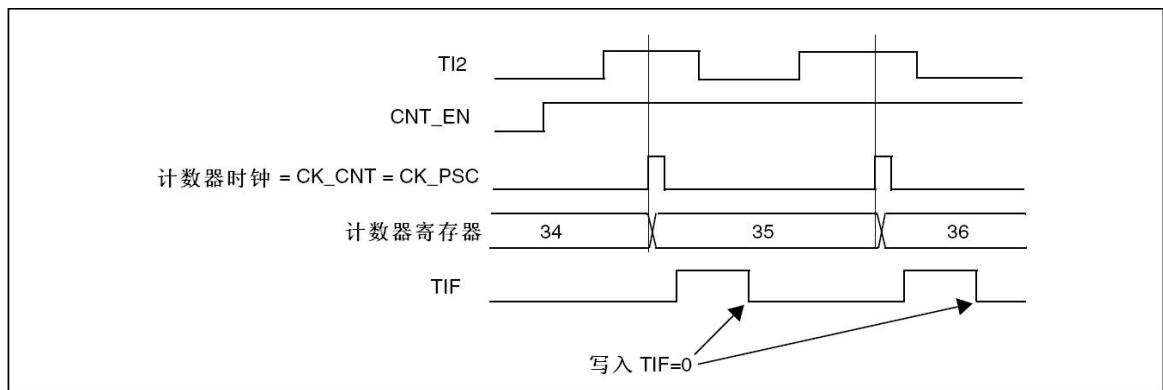 TI2
CNT_EN
计数器时钟 = CK_CNT = CK_PSC
计数器寄存器 34 35 36
TIF
写入 TIF=0